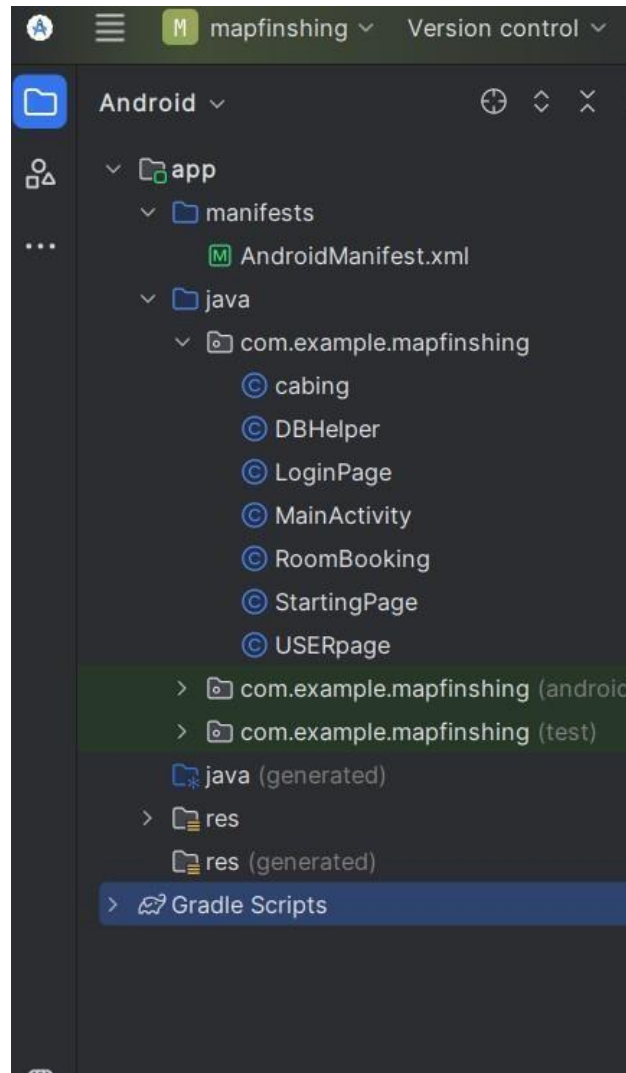 M mapfinshing Version control
Android
app
manifests
M AndroidManifest.xml
java
com.example.mapfinshing
C cabing
C DBHelper
C LoginPage
C MainActivity
C RoomBooking
C StartingPage
C USERpage
com.example.mapfinshing (android
com.example.mapfinshing (test)
java (generated)
res
res (generated)
Gradle Scripts